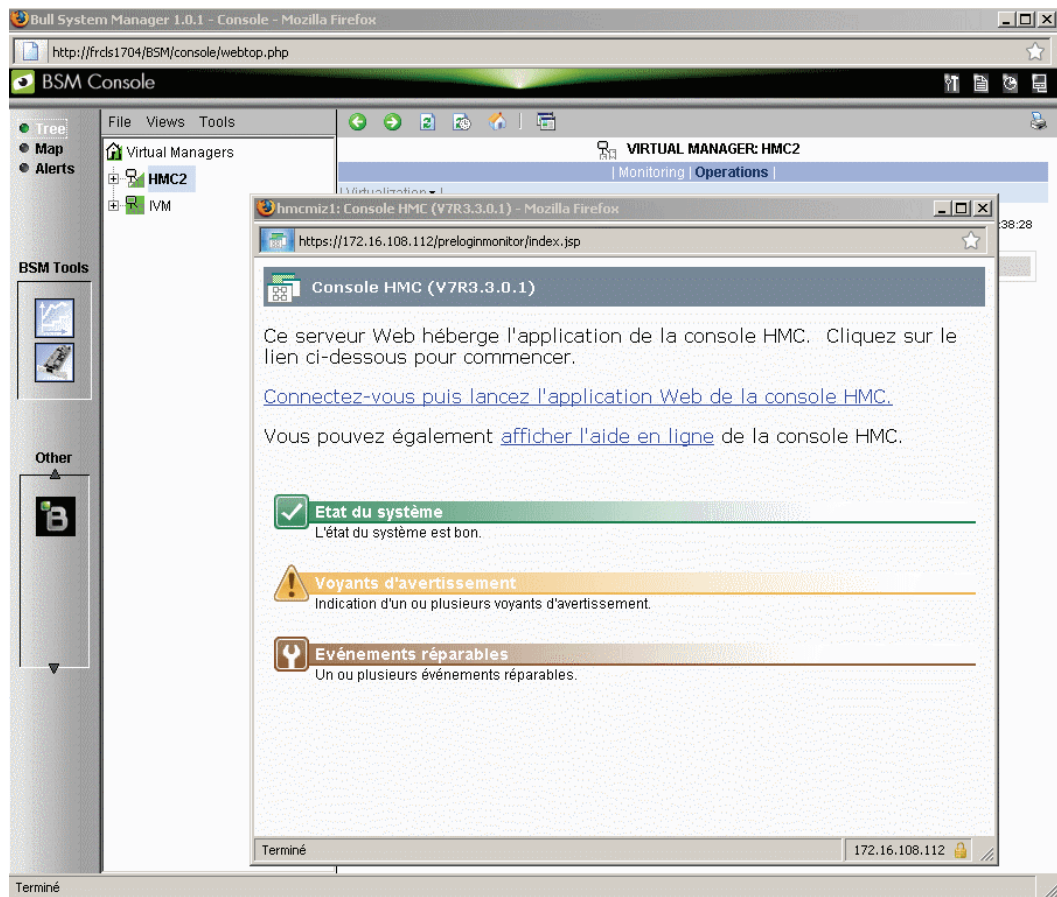 Bull System Manager 1.0.1 - Console - Mozilla Firefox
http://frcls1704/BSM/console/webtop.php
BSM Console
Tree
Map
Alerts
File Views Tools
Virtual Managers
HMC2
IVM
VIRTUAL MANAGER: HMC2
| Monitoring | Operations |
:38:28
BSM Tools
Other
B
hmcmiz1: Console HMC (V7R3.3.0.1) - Mozilla Firefox
https://172.16.108.112/preloginmonitor/index.jsp
Console HMC (V7R3.3.0.1)
Ce serveur Web héberge l'application de la console HMC. Cliquez sur le
lien ci-dessous pour commencer.
Connectez-vous puis lancez l'application Web de la console HMC.
Vous pouvez également afficher l'aide en ligne de la console HMC.
Etat du système
L'état du système est bon.
Voyants d'avertissement
Indication d'un ou plusieurs voyants d'avertissement.
Evénements réparables
Un ou plusieurs événements réparables.
Terminé
172.16.108.112
Terminé